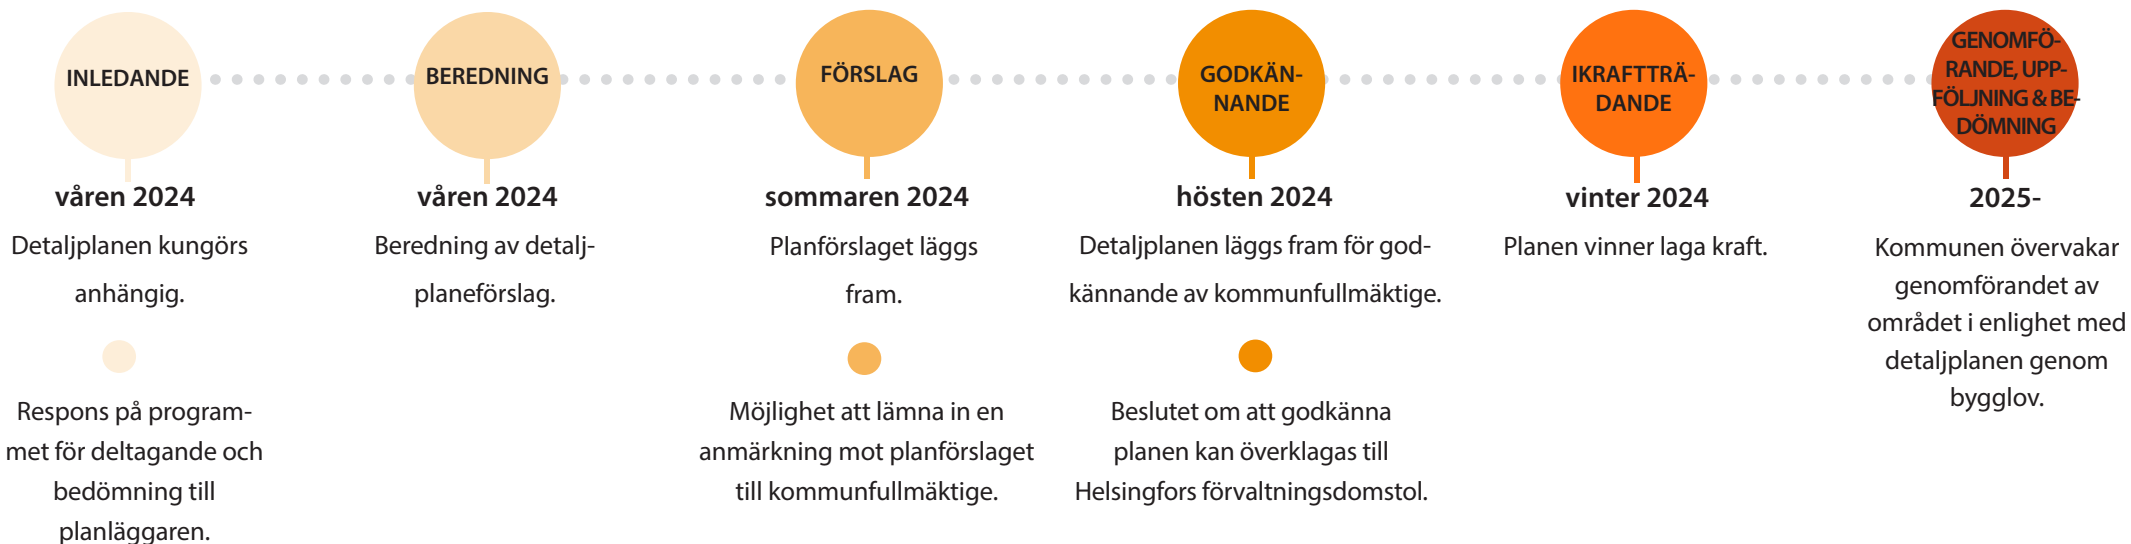 INLEDANDE
våren 2024
Detaljplanen kungörs
anhängig.
Respons på program-
met för deltagande och
bedömning till
planläggaren.
BEREDNING
våren 2024
Beredning av detalj-
planeförslag.
FÖRSLAG
sommaren 2024
Planförslaget läggs
fram.
Möjlighet att lämna in en
anmärkning mot planförslaget
till kommunfullmäktige.
GODKÄN-
NANDE
hösten 2024
Detaljplanen läggs fram för god-
kännande av kommunfullmäktige.
Beslutet om att godkänna
planen kan överklagas till
Helsingfors förvaltningsdomstol.
IKRAFTTRÄ-
DANDE
vinter 2024
Planen vinner laga kraft.
GENOMFÖ-
RANDE, UPP-
FÖLJNING & BE-
DÖMNING
2025-
Kommunen övervakar
genomförandet av
området i enlighet med
detaljplanen genom
bygglov.